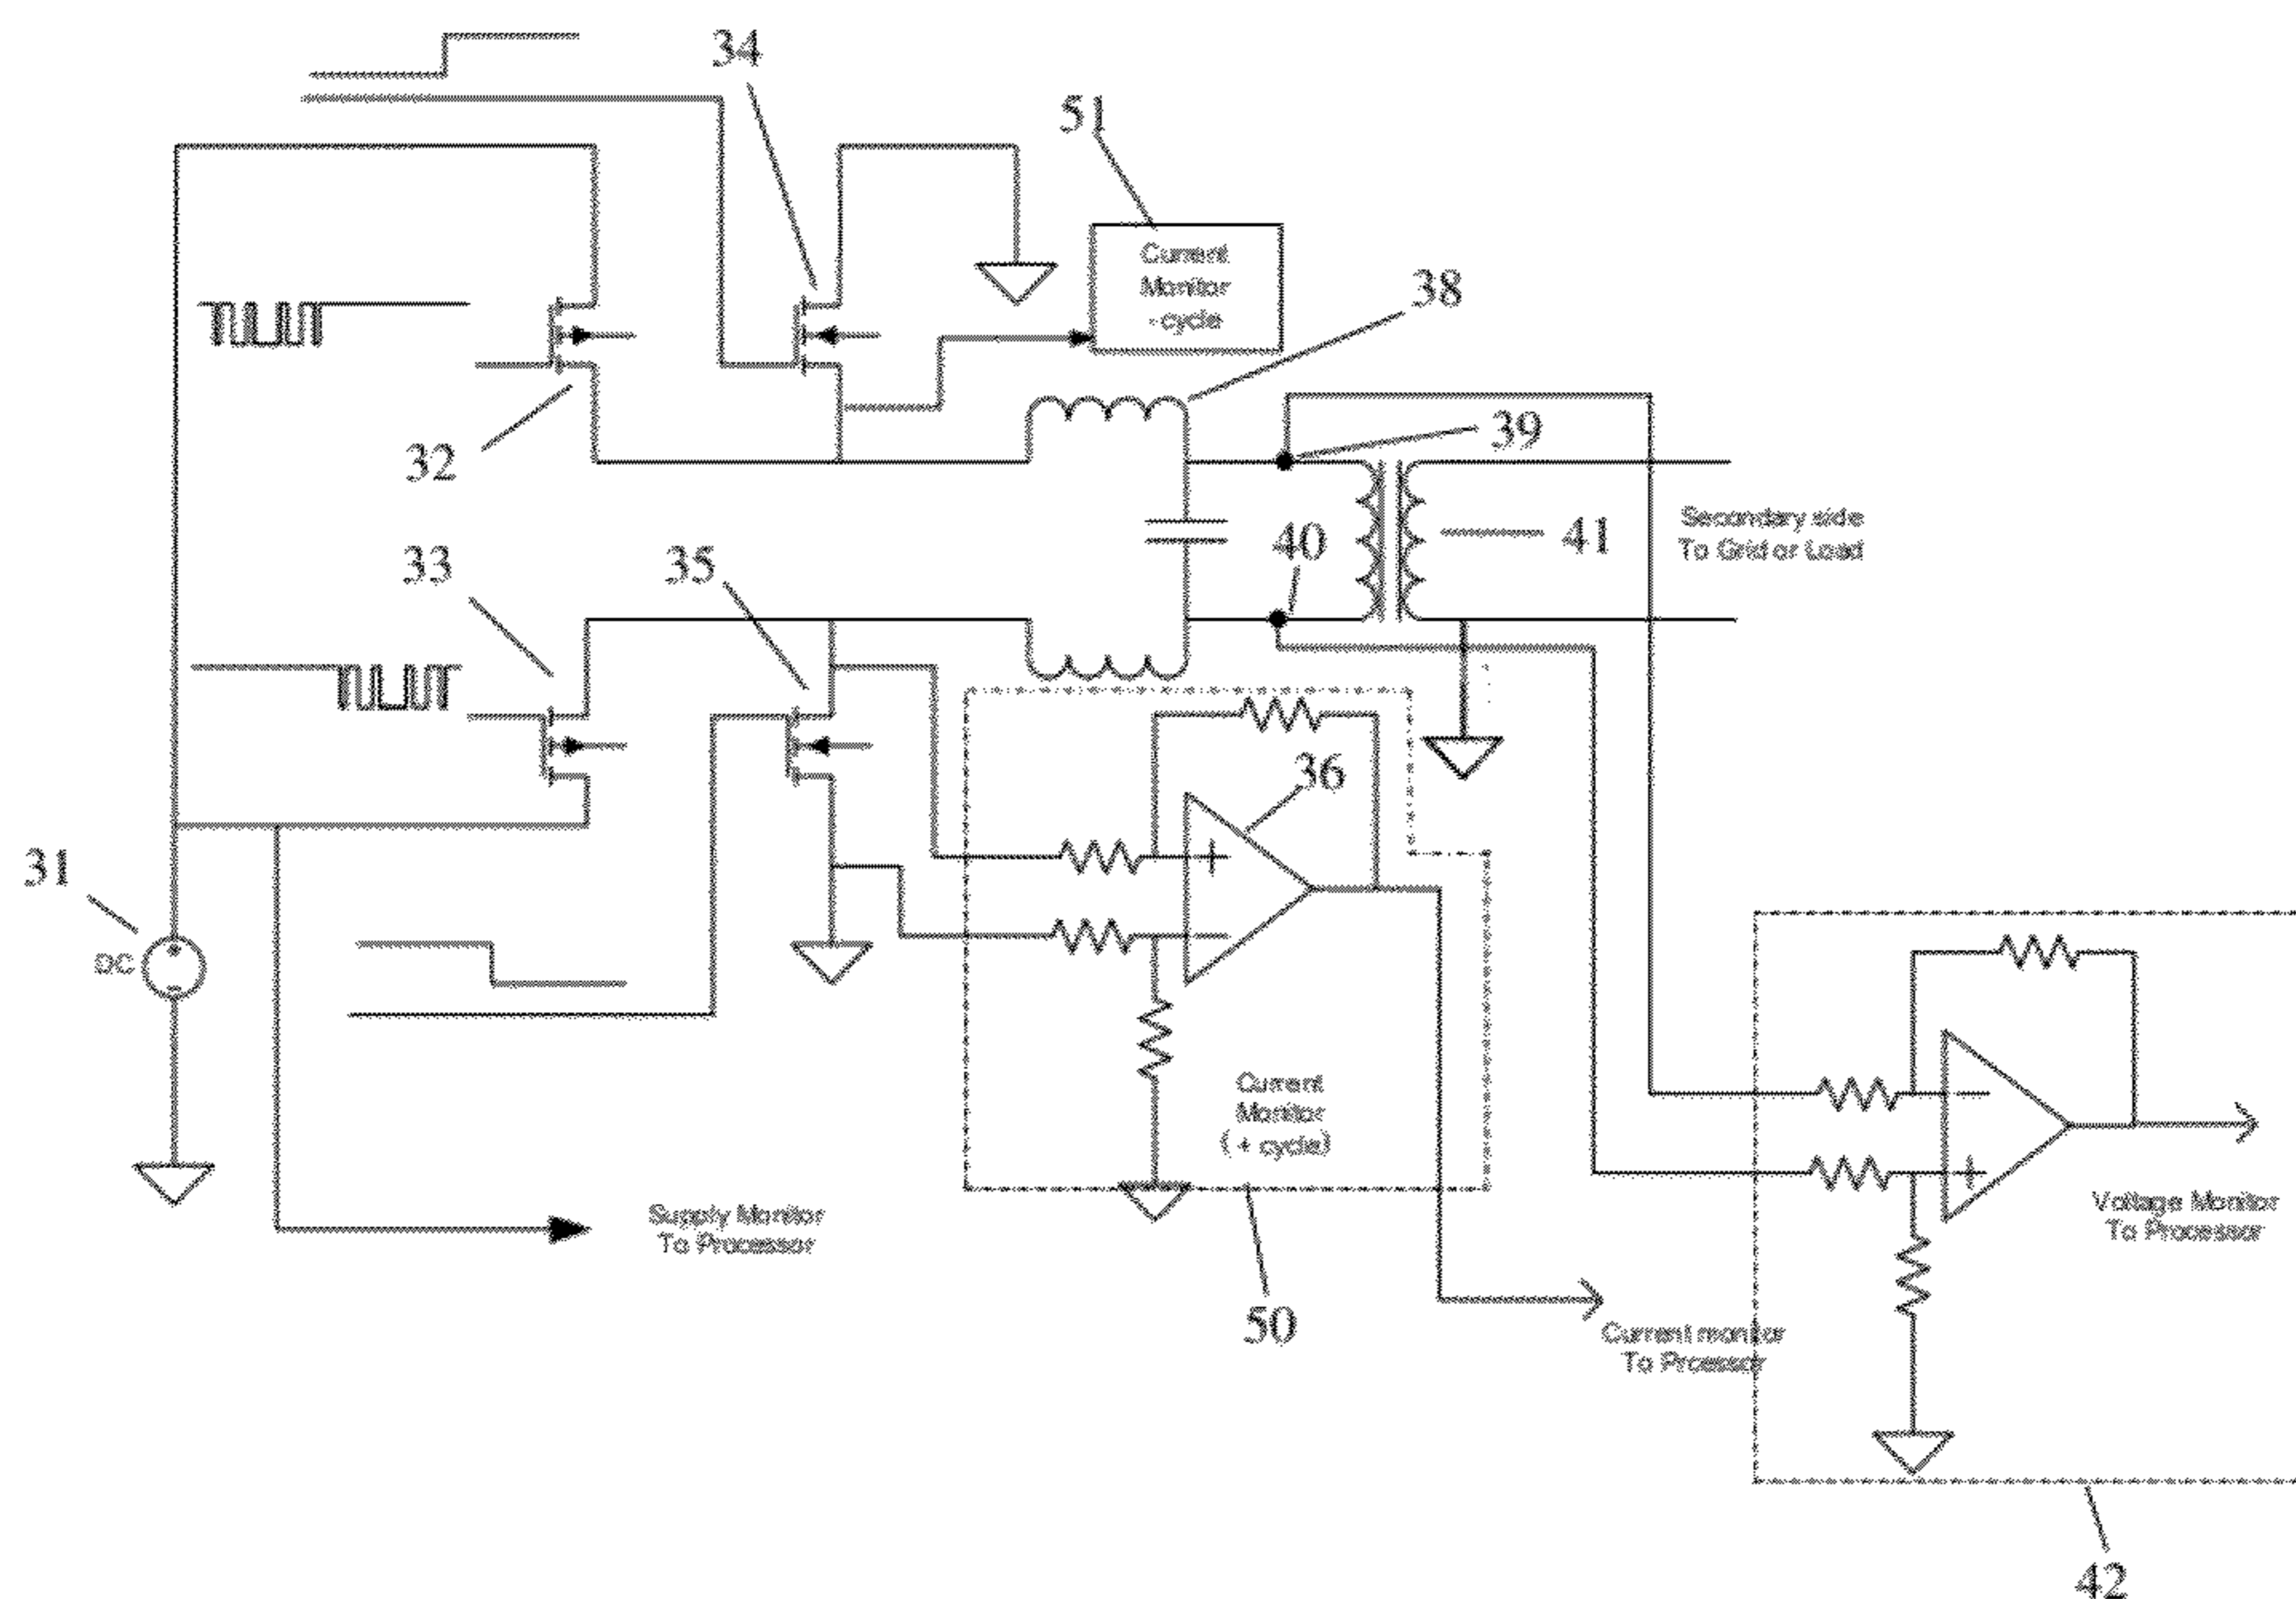 34
51
Current
Monitor
- cycle
38
32
39
33
35
40
41
Secondary side
To Grid or Load
36
31
DC
+
-
+
-
Current
Monitor
( + cycle)
-
+
Voltage Monitor
To Processor
Supply Monitor
To Processor
50
Current monitor
To Prcessor
42